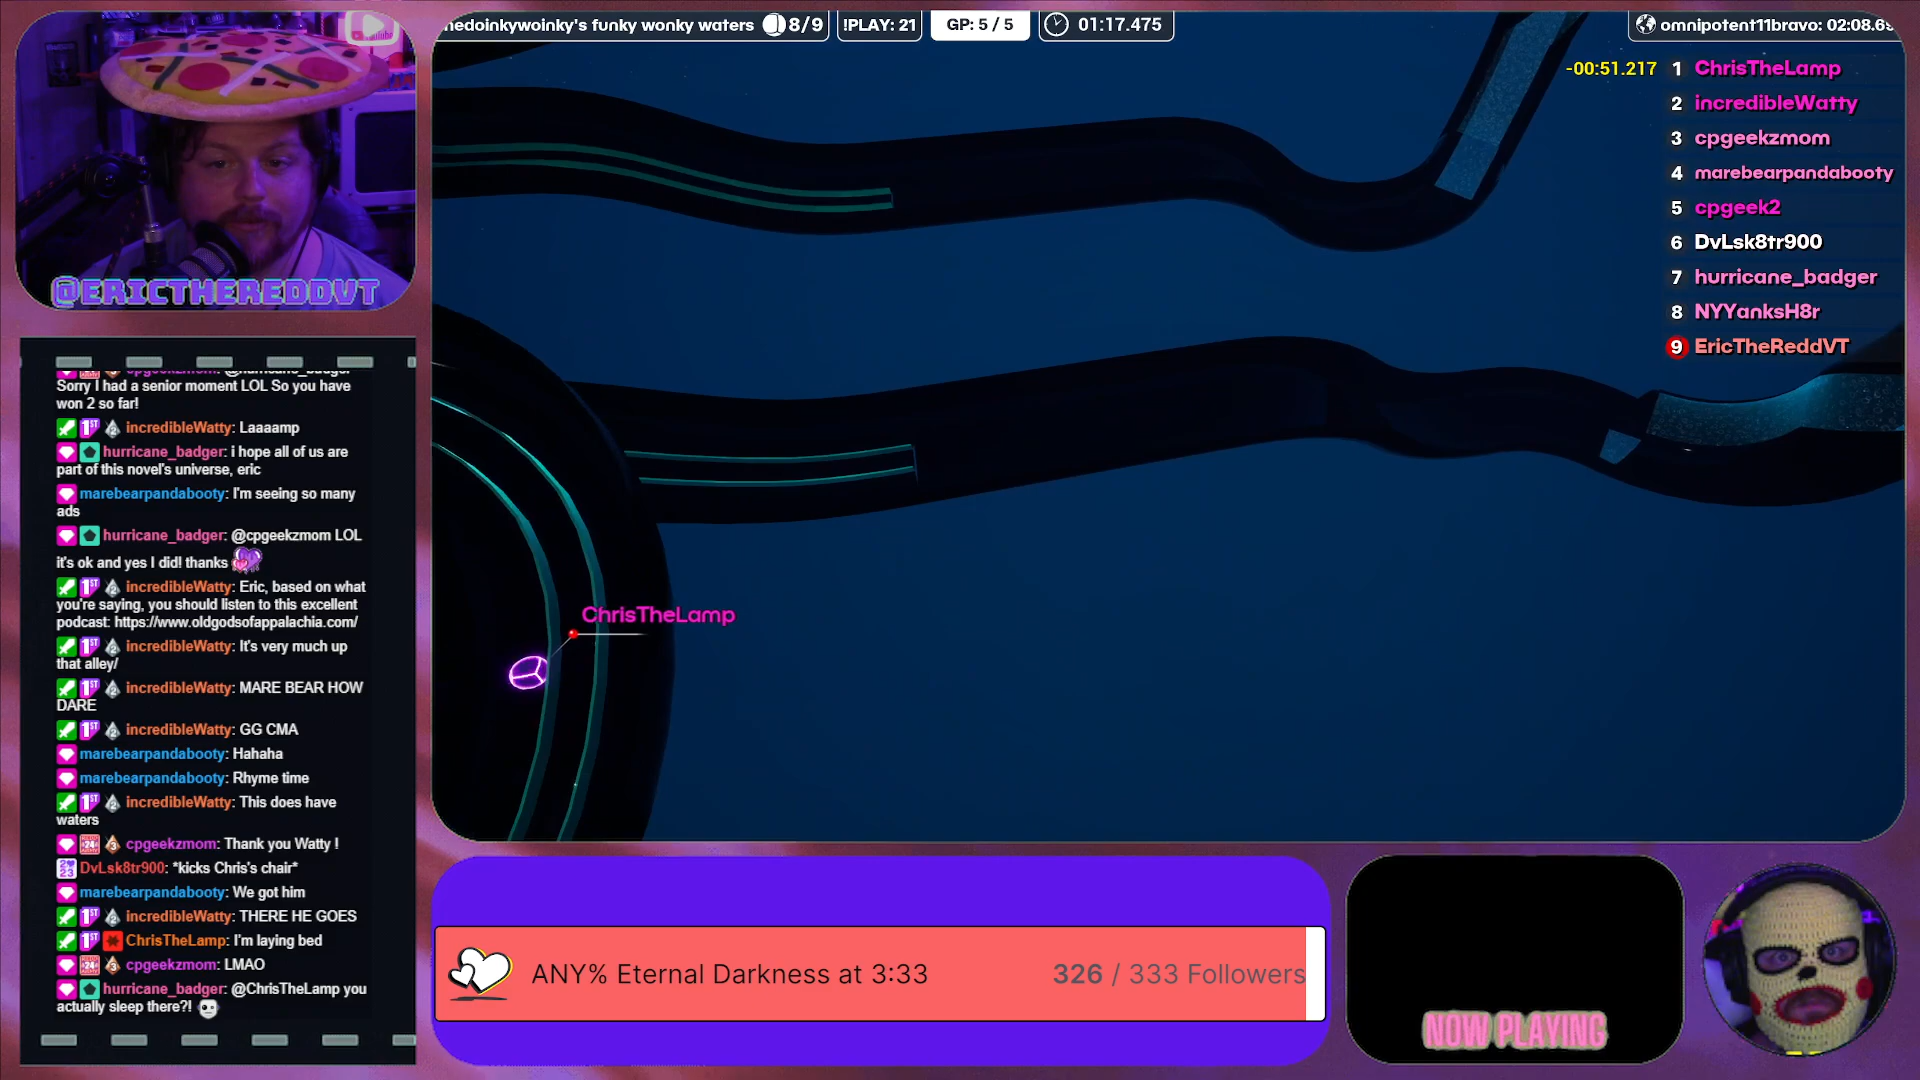 @ERICTHEREDDVT
hedoinkywoinky's funky wonky waters
8/9
!PLAY: 21
GP: 5 / 5
01:17.475
omnipotent11bravo: 02:08.6
-00:51.217 1 ChrisTheLamp
2 incredibleWatty
3 cpgeekzmom
4 marebearpandabooty
5 cpgeek2
6 DvLsk8tr900
7 hurricane_badger
8 NYYanksH8r
9 EricTheReddVT
Sorry I had a senior moment LOL So you have
won 2 so far!
incredibleWatty: Laaaamp
hurricane_badger: i hope all of us are
part of this novel's universe, eric
marebearpandabooty: I'm seeing so many
ads
hurricane_badger: @cpgeekzmom LOL
it's ok and yes I did! thanks
incredibleWatty: Eric, based on what
you're saying, you should listen to this excellent
podcast: https://www.oldgodsofappalachia.com/
incredibleWatty: It's very much up
that alley/
incredibleWatty: MARE BEAR HOW
DARE
incredibleWatty: GG CMA
marebearpandabooty: Hahaha
marebearpandabooty: Rhyme time
incredibleWatty: This does have
waters
cpgeekzmom: Thank you Watty !
DvLsk8tr900: *kicks Chris's chair*
marebearpandabooty: We got him
incredibleWatty: THERE HE GOES
ChrisTheLamp: I'm laying bed
cpgeekzmom: LMAO
hurricane_badger: @ChrisTheLamp you
actually sleep there?!
ChrisTheLamp
ANY% Eternal Darkness at 3:33
326 / 333 Followers
NOW PLAYING